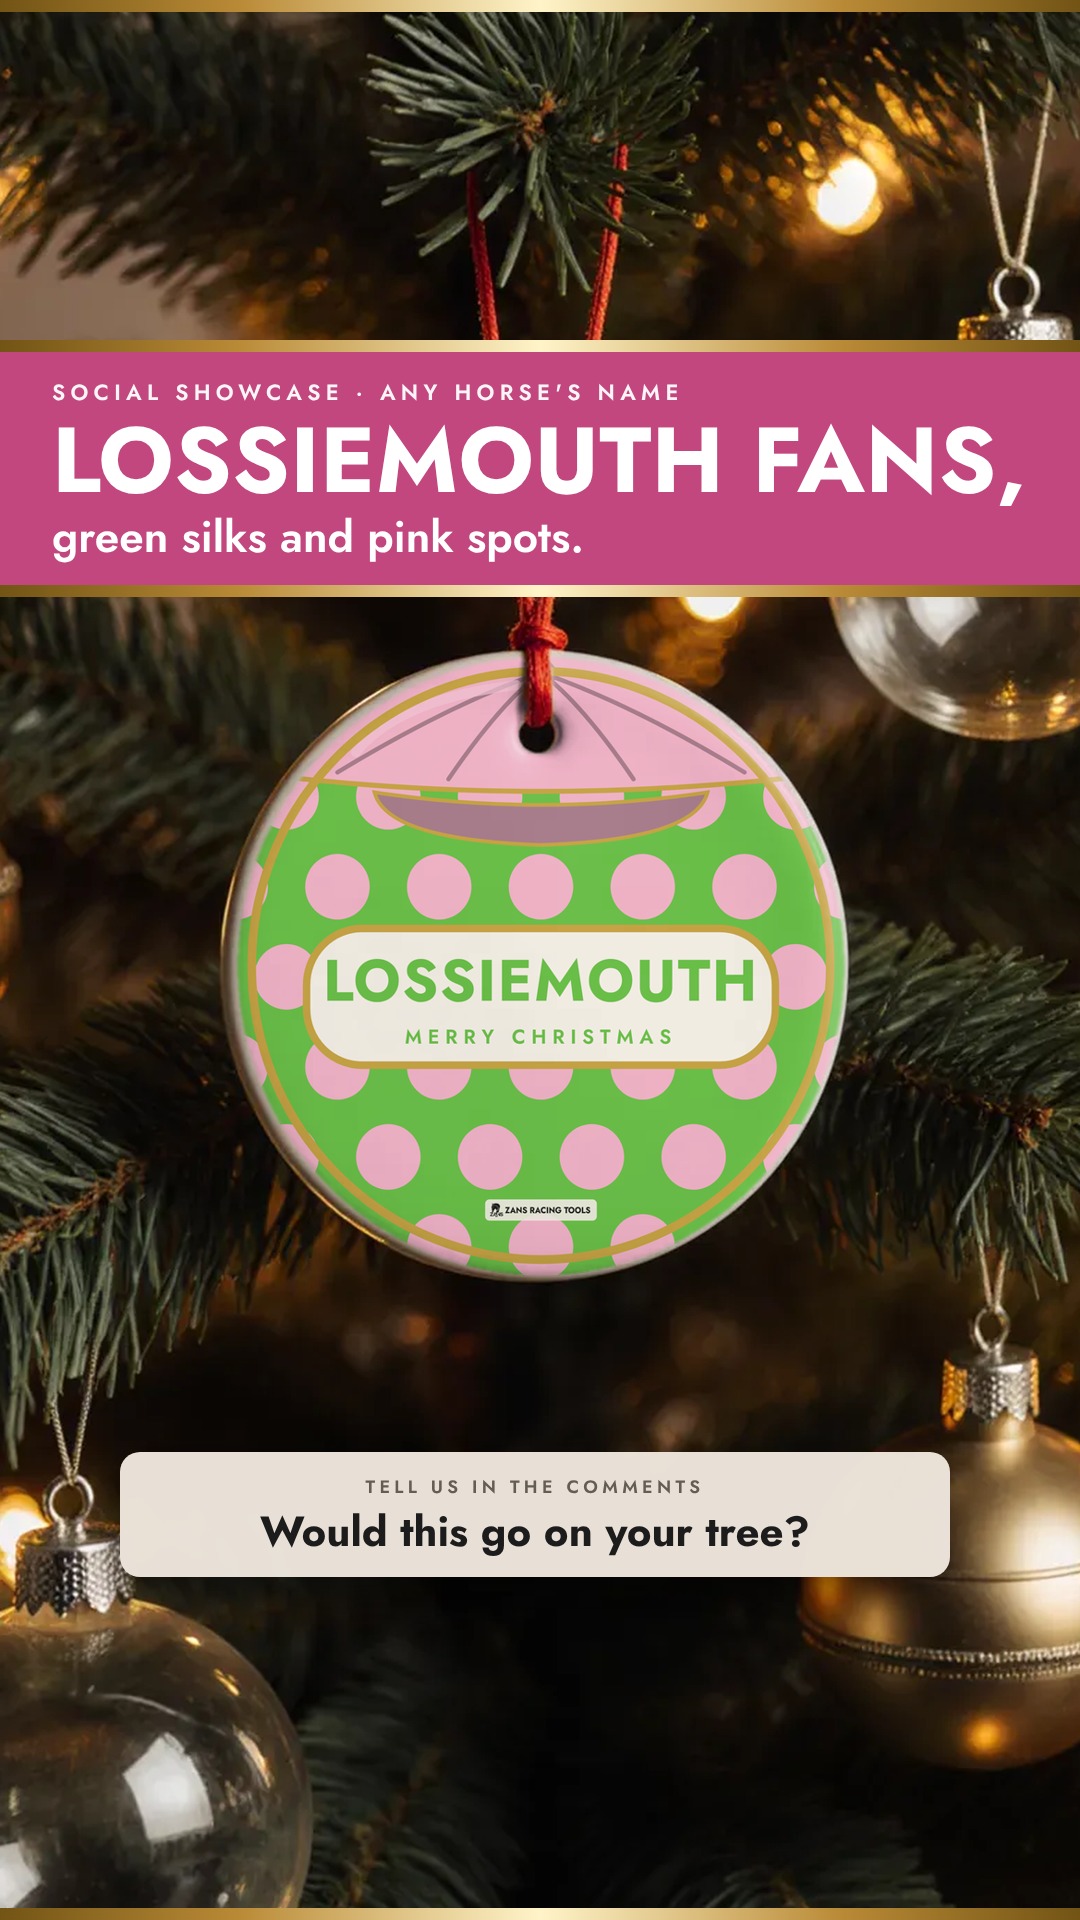 SOCIAL SHOWCASE · ANY HORSE'S NAME
LOSSIEMOUTH FANS,
green silks and pink spots.
LOSSIEMOUTH
MERRY CHRISTMAS
ZANS RACING TOOLS
TELL US IN THE COMMENTS
Would this go on your tree?